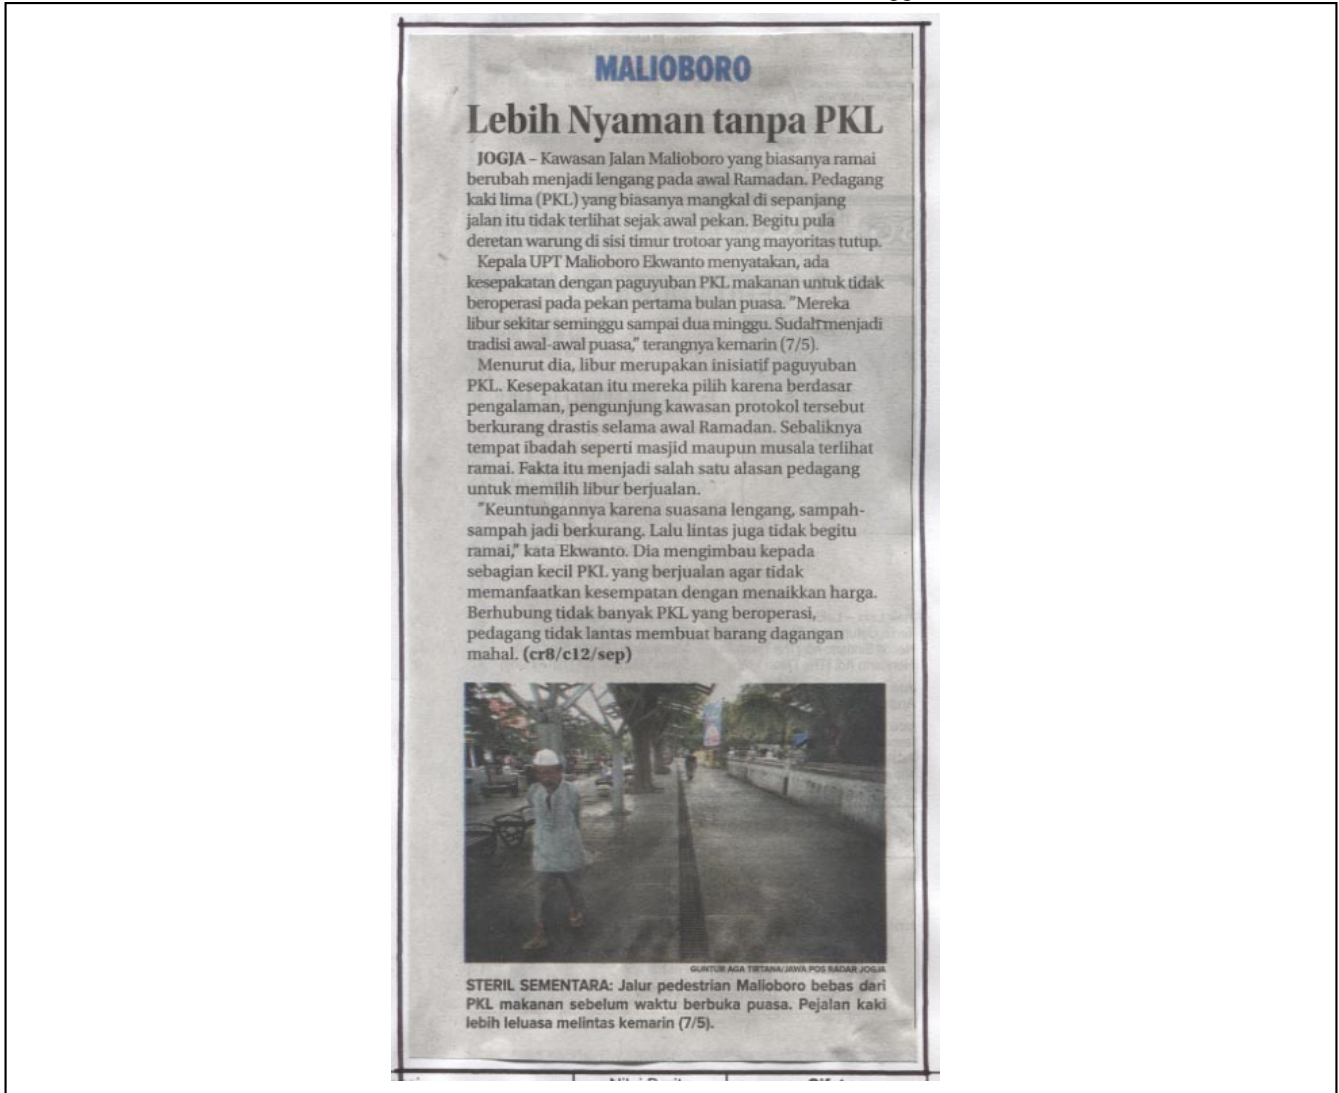 MALIOBORO
Lebih Nyaman tanpa PKL
JOGJA – Kawasan Jalan Malioboro yang biasanya ramai
berubah menjadi lengang pada awal Ramadan. Pedagang
kaki lima (PKL) yang biasanya mangkal di sepanjang
jalan itu tidak terlihat sejak awal pekan. Begitu pula
deretan warung di sisi timur trotoar yang mayoritas tutup.
Kepala UPT Malioboro Ekwanto menyatakan, ada
kesepakatan dengan paguyuban PKL makanan untuk tidak
beroperasi pada pekan pertama bulan puasa. "Mereka
libur sekitar seminggu sampai dua minggu. Sudah menjadi
tradisi awal-awal puasa," terangnya kemarin (7/5).
Menurut dia, libur merupakan inisiatif paguyuban
PKL. Kesepakatan itu mereka pilih karena berdasar
pengalaman, pengunjung kawasan protokol tersebut
berkurang drastis selama awal Ramadan. Sebaliknya
tempat ibadah seperti masjid maupun musala terlihat
ramai. Fakta itu menjadi salah satu alasan pedagang
untuk memilih libur berjualan.
"Keuntungannya karena suasana lengang, sampah-
sampah jadi berkurang. Lalu lintas juga tidak begitu
ramai," kata Ekwanto. Dia mengimbau kepada
sebagian kecil PKL yang berjualan agar tidak
memanfaatkan kesempatan dengan menaikkan harga.
Berhubung tidak banyak PKL yang beroperasi,
pedagang tidak lantas membuat barang dagangan
mahal. (cr8/c12/sep)
GUNTUR AGA TIRTANA/JAWA POS RADAR JOGJA
STERIL SEMENTARA: Jalur pedestrian Malioboro bebas dari
PKL makanan sebelum waktu berbuka puasa. Pejalan kaki
lebih leluasa melintas kemarin (7/5).